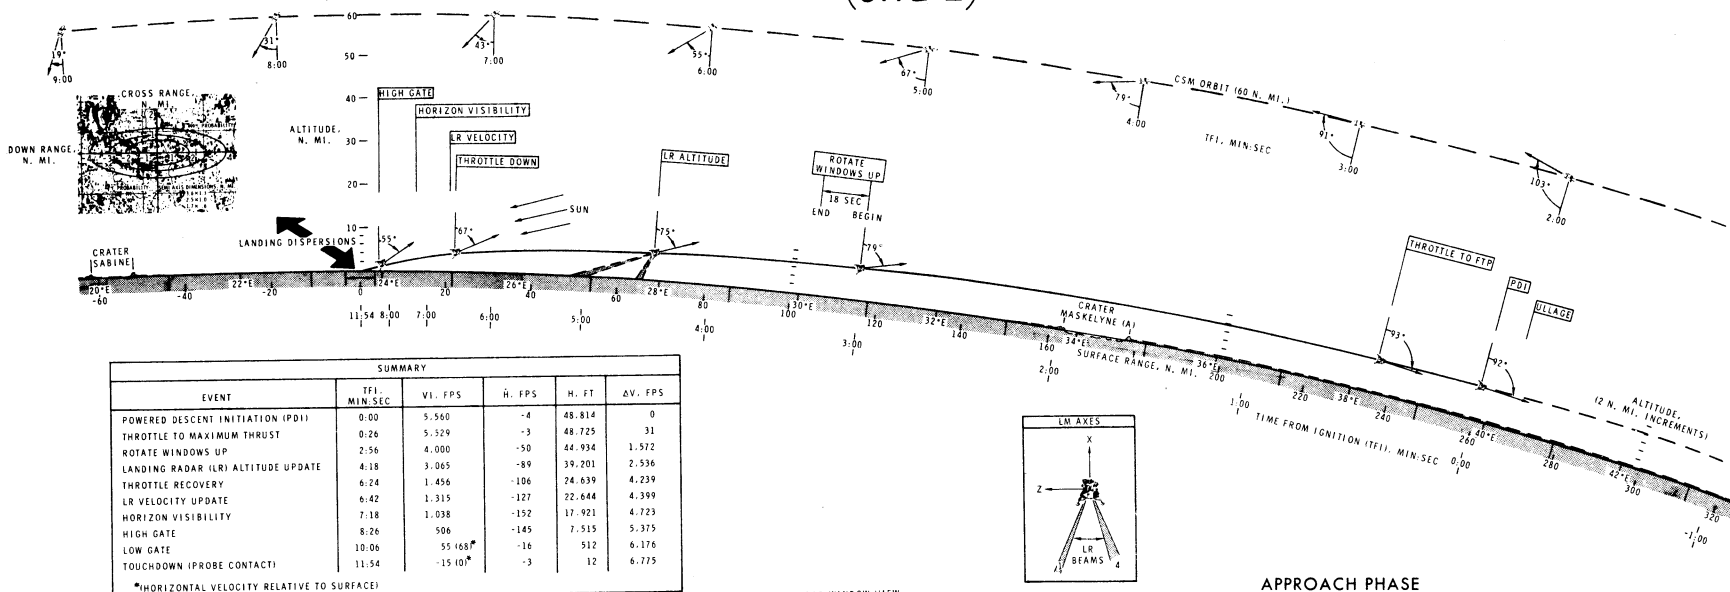 60
19°
9:00
31°
8:00
43°
7:00
55°
6:00
67°
5:00
79°
4:00
91°
3:00
103°
2:00
CSM ORBIT (60 N. MI.)
TFI, MIN:SEC
50
40
30
20
10
ALTITUDE,
N. MI.
CROSS RANGE,
N. MI.
DOWN RANGE,
N. MI.
HIGH GATE
HORIZON VISIBILITY
LR VELOCITY
THROTTLE DOWN
LR ALTITUDE
ROTATE
WINDOWS UP
18 SEC
END BEGIN
SUN
LANDING DISPERSIONS
55°
67°
75°
79°
THROTTLE TO FTP
PDI
ULLAGE
93°
92°
CRATER
SABINE
CRATER
MASKELYNE (A)
20°E 22°E 24°E 26°E 28°E 30°E 32°E 34°E 36°E 38°E 40°E 42°E
-60 -40 -20 0 20 40 60 80 100 120 140 160 200 220 240 260 280 300 320
SURFACE RANGE, N. MI.
11:54 8:00 7:00 6:00 5:00 4:00 3:00 2:00 1:00 0:00 -1:00
TIME FROM IGNITION (TFI), MIN:SEC
ALTITUDE,
(2 N. MI. INCREMENTS)
SUMMARY
EVENT TFI, MIN:SEC VI, FPS Ḣ, FPS H, FT ΔV, FPS
POWERED DESCENT INITIATION (PDI) 0:00 5.560 -4 48.814 0
THROTTLE TO MAXIMUM THRUST 0:26 5.529 -3 48.725 31
ROTATE WINDOWS UP 2:56 4.000 -50 44.934 1.572
LANDING RADAR (LR) ALTITUDE UPDATE 4:18 3.065 -89 39.201 2.536
THROTTLE RECOVERY 6:24 1.456 -106 24.639 4.239
LR VELOCITY UPDATE 6:42 1.315 -127 22.644 4.399
HORIZON VISIBILITY 7:18 1.038 -152 17.921 4.723
HIGH GATE 8:26 506 -145 7.515 5.375
LOW GATE 10:06 55 (68)* -16 512 6.176
TOUCHDOWN (PROBE CONTACT) 11:54 -15 (0)* -3 12 6.775
*(HORIZONTAL VELOCITY RELATIVE TO SURFACE)
LM AXES
X
Z
LR
BEAMS
4
APPROACH PHASE